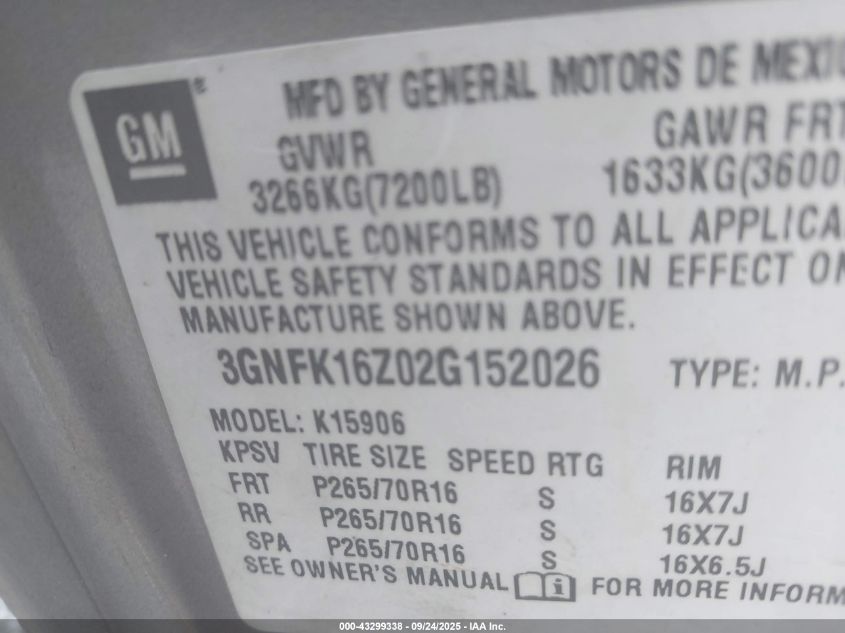 GM®
MFD BY GENERAL MOTORS DE MEXICO
GVWR GAWR FRT
3266KG(7200LB) 1633KG(3600
THIS VEHICLE CONFORMS TO ALL APPLICA
VEHICLE SAFETY STANDARDS IN EFFECT ON
MANUFACTURE SHOWN ABOVE.
3GNFK16Z02G152026 TYPE: M.P.
MODEL: K15906
KPSV TIRE SIZE SPEED RTG RIM
FRT P265/70R16 S 16X7J
RR P265/70R16 S 16X7J
SPA P265/70R16 S 16X6.5J
SEE OWNER'S MANUAL i FOR MORE INFORM
000-43299338 - 09/24/2025 - IAA Inc.